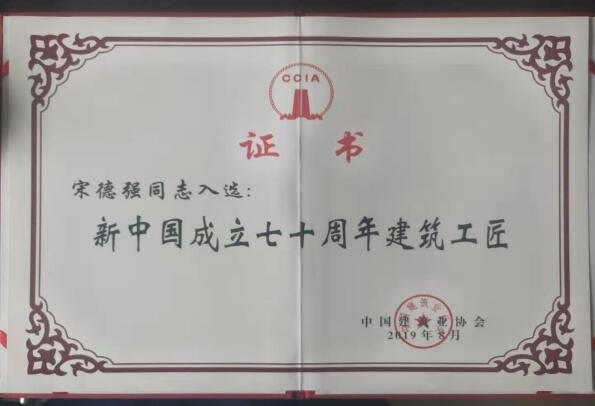 CCIA
证书
宋德强同志入选:
新中国成立七十周年建筑工匠
中国建筑业协会
2019年8月